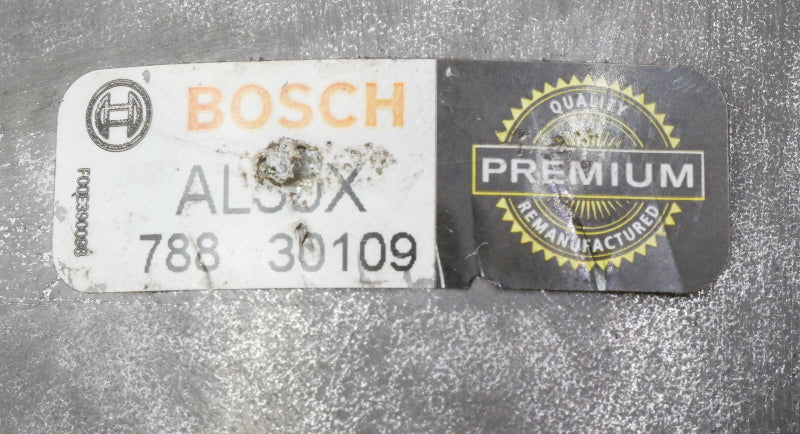 BOSCH
788 30109
QUALITY
PREMIUM
REMANUFACTURED